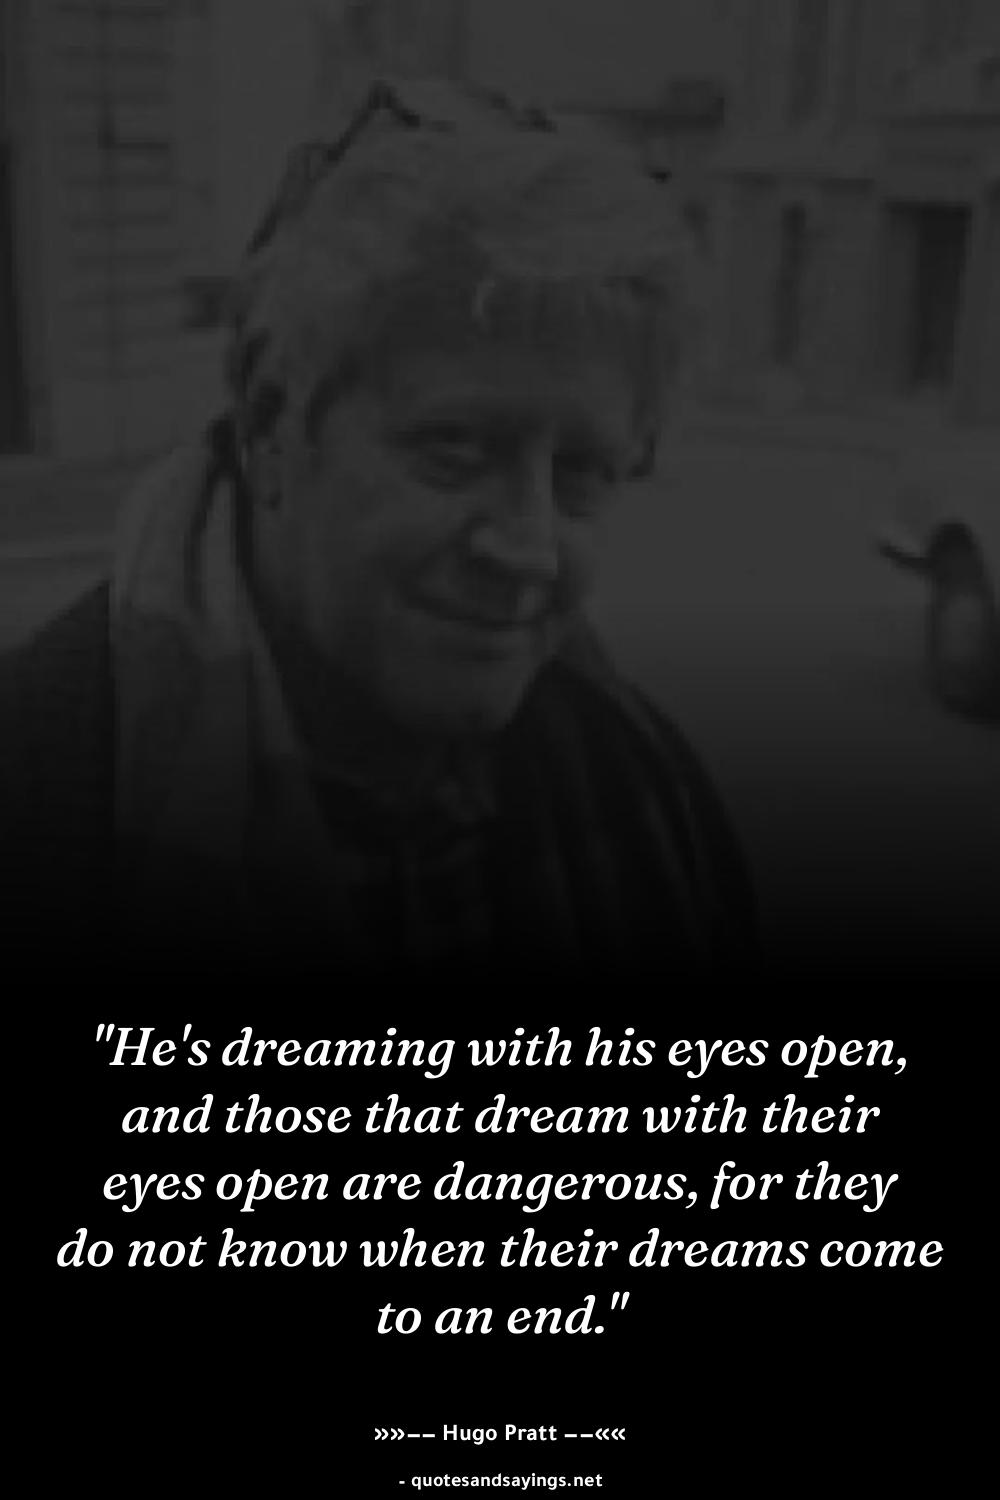 "He's dreaming with his eyes open,
and those that dream with their
eyes open are dangerous, for they
do not know when their dreams come
to an end."
»»−− Hugo Pratt −−««
- quotesandsayings.net